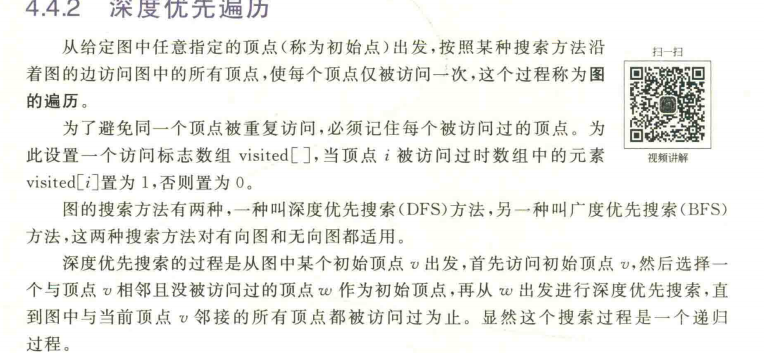 4.4.2 深度优先遍历
从给定图中任意指定的顶点(称为初始点)出发,按照某种搜索方法沿
着图的边访问图中的所有顶点,使每个顶点仅被访问一次,这个过程称为图
的遍历。
扫一扫
视频讲解
为了避免同一个顶点被重复访问,必须记住每个被访问过的顶点。为
此设置一个访问标志数组 visited[],当顶点 i 被访问过时数组中的元素
visited[i]置为 1,否则置为 0。
图的搜索方法有两种,一种叫深度优先搜索(DFS)方法,另一种叫广度优先搜索(BFS)
方法,这两种搜索方法对有向图和无向图都适用。
深度优先搜索的过程是从图中某个初始顶点 v 出发,首先访问初始顶点 v,然后选择一
个与顶点 v 相邻且没被访问过的顶点 w 作为初始顶点,再从 w 出发进行深度优先搜索,直
到图中与当前顶点 v 邻接的所有顶点都被访问过为止。显然这个搜索过程是一个递归
过程。